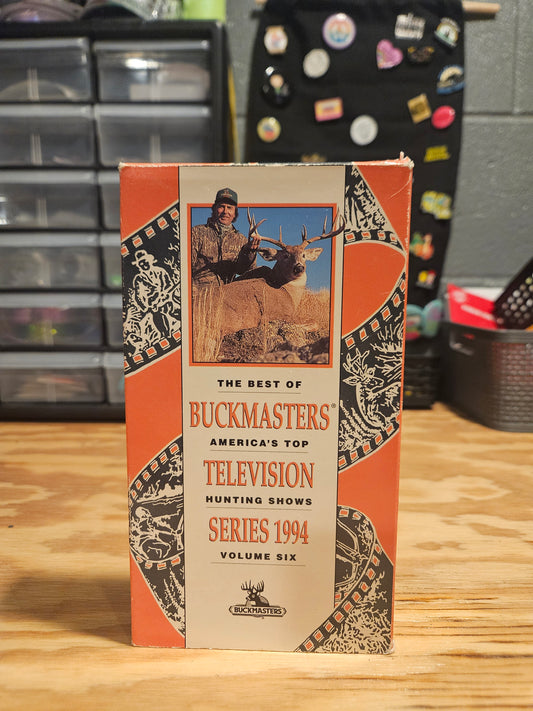 THE BEST OF
BUCKMASTERS®
AMERICA'S TOP
TELEVISION
HUNTING SHOWS
SERIES 1994
VOLUME SIX
BUCKMASTERS